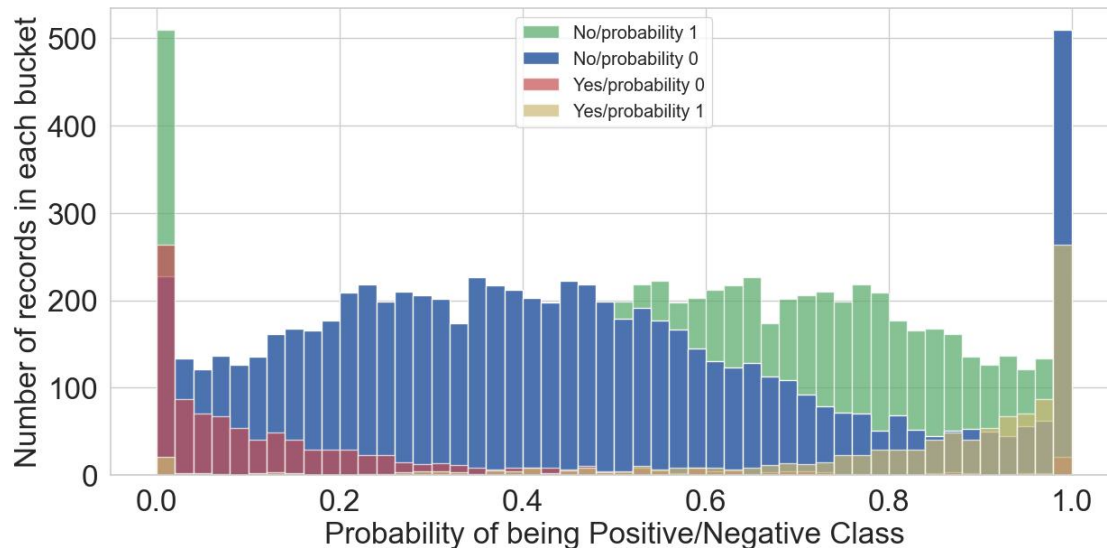 Number of records in each bucket
500
400
300
200
100
0
No/probability 1
No/probability 0
Yes/probability 0
Yes/probability 1
0.0 0.2 0.4 0.6 0.8 1.0
Probability of being Positive/Negative Class